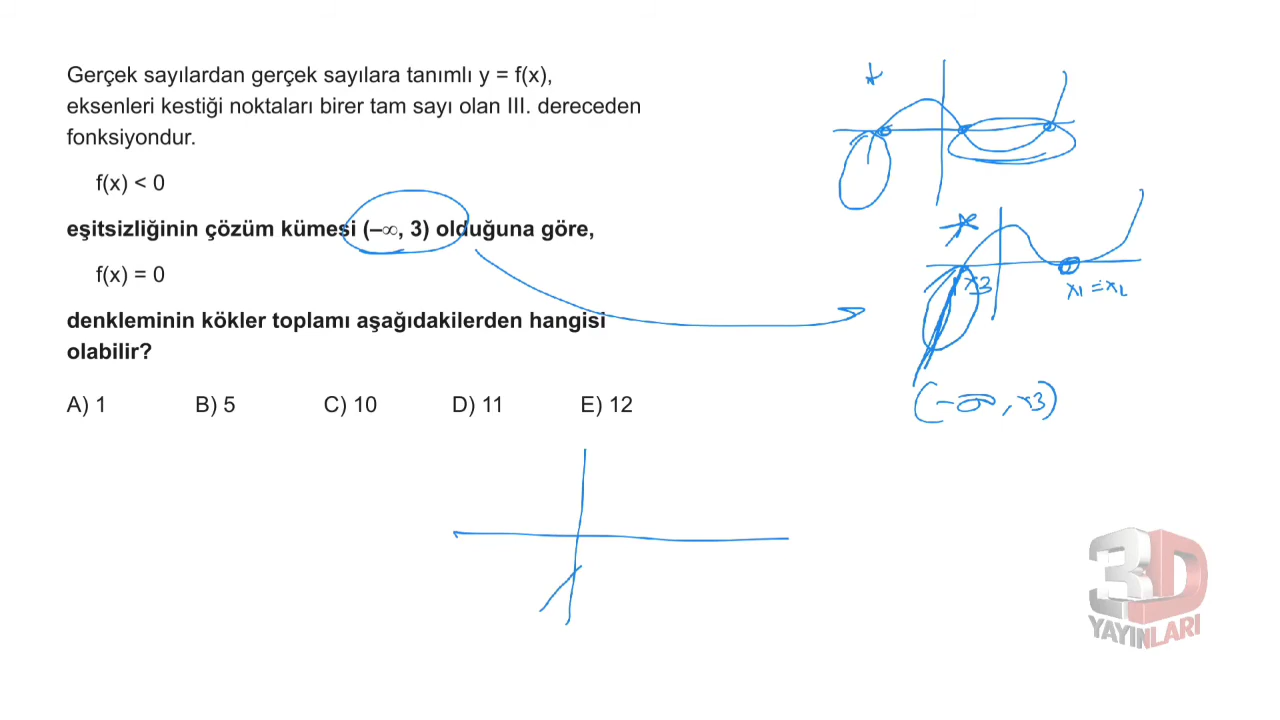 Gerçek sayılardan gerçek sayılara tanımlı y = f(x),
eksenleri kestiği noktaları birer tam sayı olan III. dereceden
fonksiyondur.
f(x) < 0
eşitsizliğinin çözüm kümesi (–∞, 3) olduğuna göre,
f(x) = 0
denkleminin kökler toplamı aşağıdakilerden hangisi
olabilir?
A) 1 B) 5 C) 10 D) 11 E) 12
x3
x1 = x2
(-∞, x3)
3D
YAYINLARI